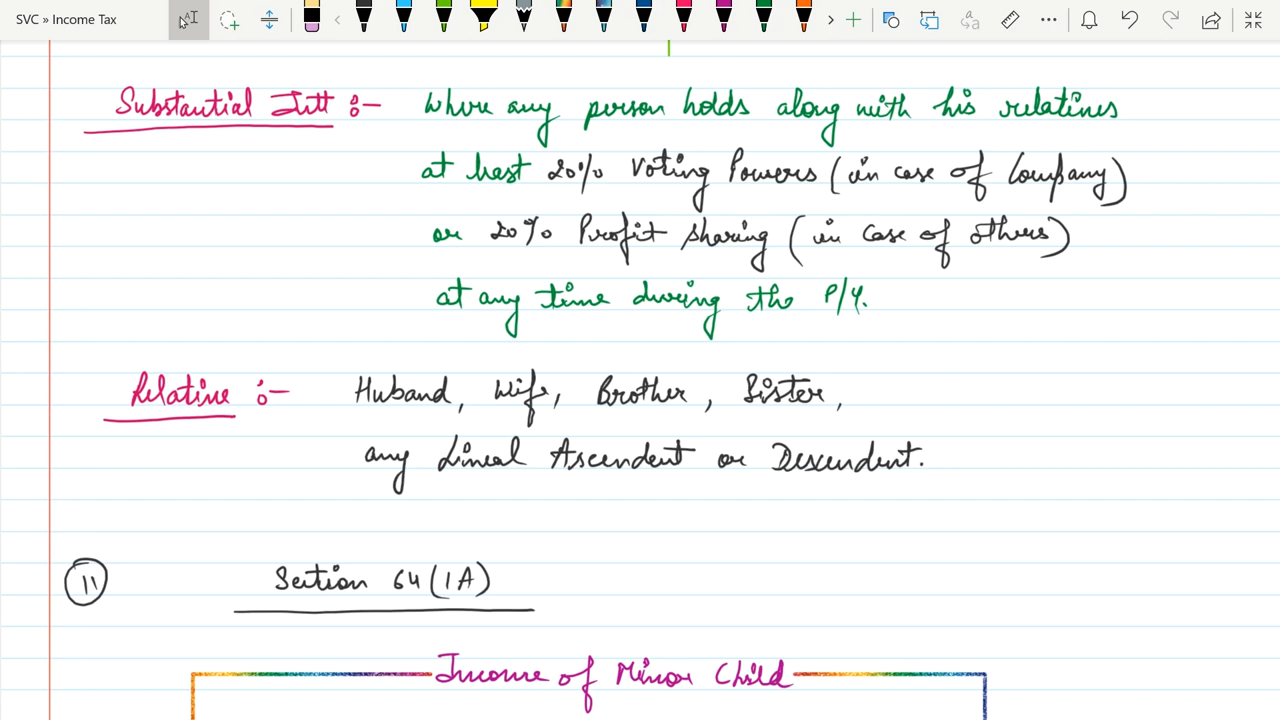 SVC » Income Tax
Substantial Intt :- where any person holds along with his relatives
at least 20% Voting Powers (in case of Company)
or 20% Profit sharing (in case of others)
at any time during the P/Y.
Relative :- Huband, Wife, Brother, Sister,
any Lineal Ascendent or Descendent.
11 Section 64 (1A)
Income of Minor Child